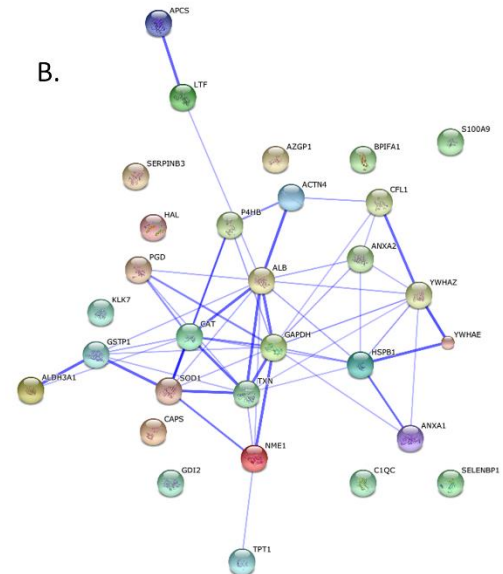 APCS
B.
LTF
S100A9
AZGP1
BPIFA1
SERPINB3
ACTN4
CFL1
HAL
P4HB
ANXA2
PGD
ALB
YWHAZ
KLK7
CAT
GAPDH
YWHAE
GSTP1
HSPB1
ALDH3A1
SOD1
TXN
CAPS
ANXA1
NME1
GDI2
C1QC
SELENBP1
TPT1